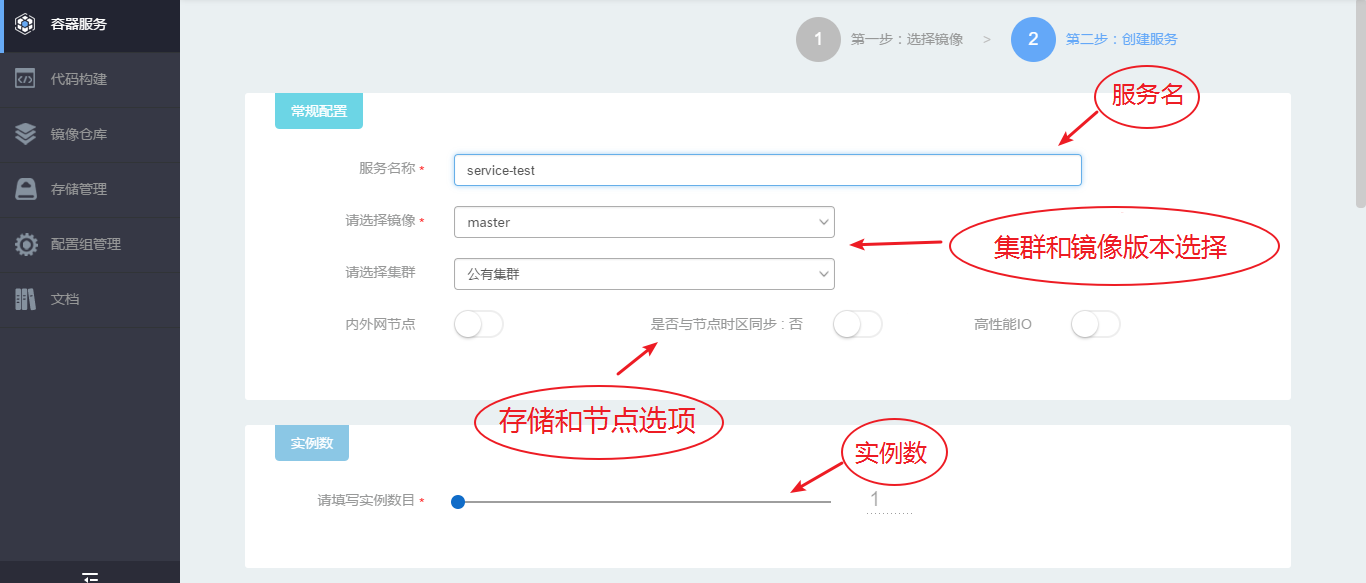 容器服务
代码构建
镜像仓库
存储管理
配置组管理
文档
1 第一步：选择镜像 > 2 第二步：创建服务
常规配置
服务名
服务名称 * service-test
请选择镜像 * master
集群和镜像版本选择
请选择集群 公有集群
内外网节点 是否与节点时区同步 : 否 高性能IO
存储和节点选项
实例数
实例数
请填写实例数目 * 1